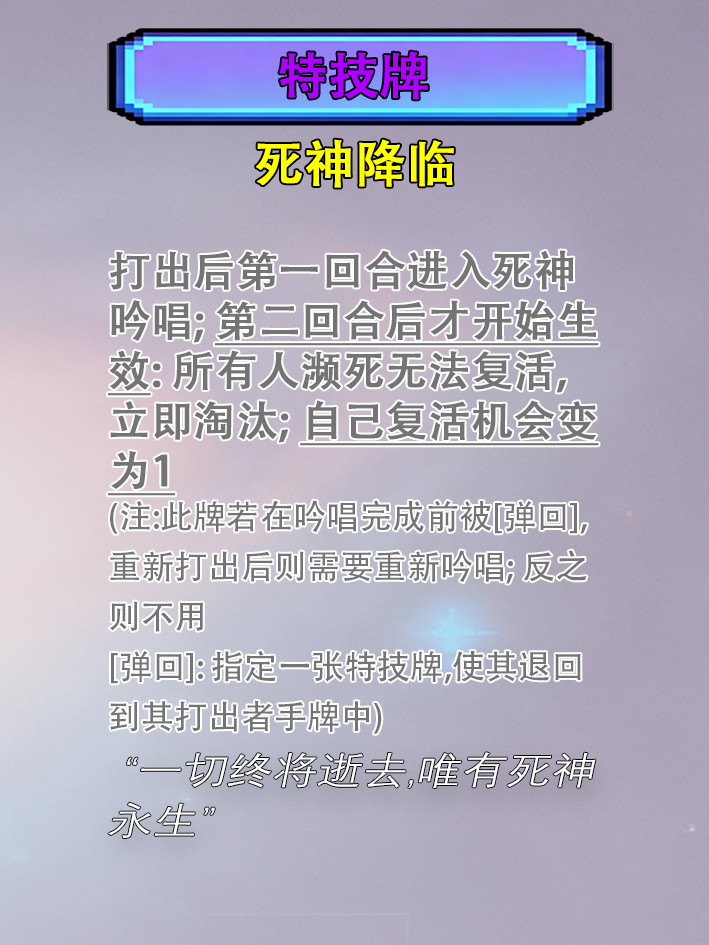 特技牌
死神降临
打出后第一回合进入死神
吟唱; 第二回合后才开始生
效: 所有人濒死无法复活,
立即淘汰; 自己复活机会变
为1
(注:此牌若在吟唱完成前被[弹回],
重新打出后则需要重新吟唱; 反之
则不用
[弹回]: 指定一张特技牌,使其退回
到其打出者手牌中)
“一切终将逝去,唯有死神
永生”